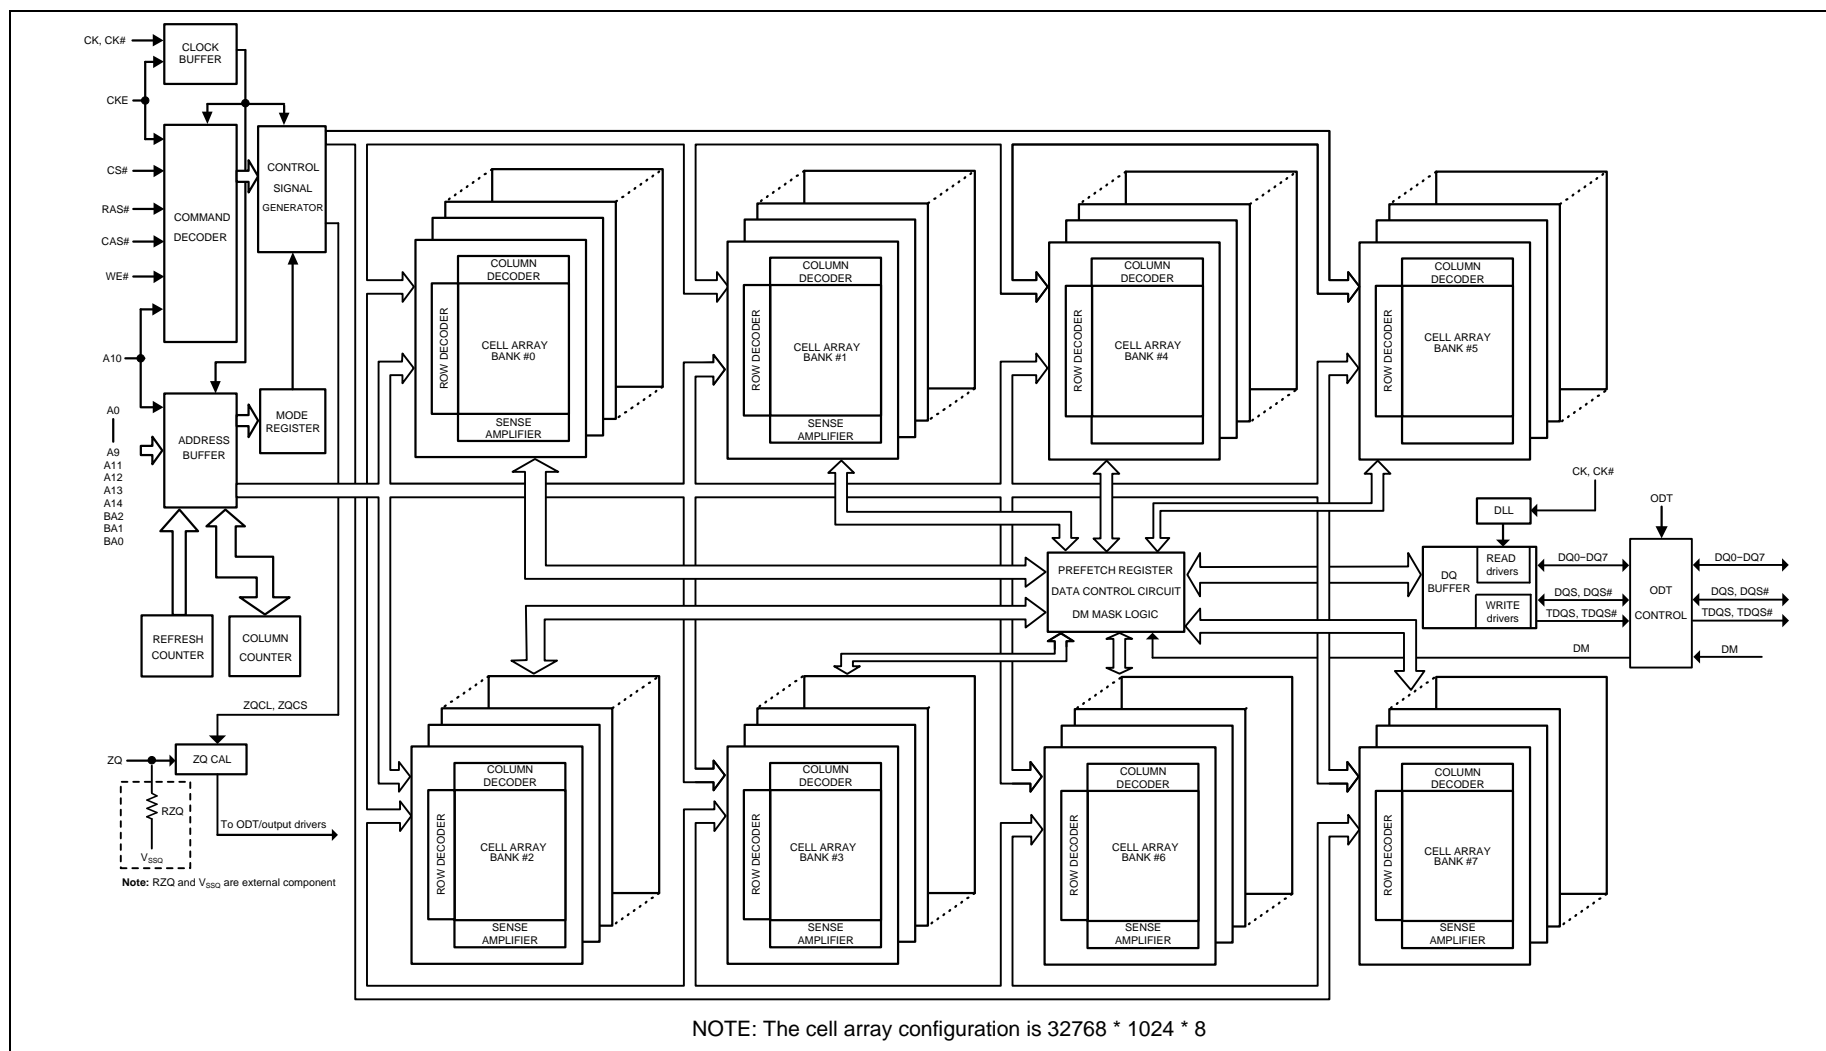 CK, CK#
CLOCK
BUFFER
CKE
CS#
RAS#
CAS#
WE#
A10
COMMAND
DECODER
CONTROL
SIGNAL
GENERATOR
A0
A9
A11
A12
A13
A14
BA2
BA1
BA0
ADDRESS
BUFFER
MODE
REGISTER
REFRESH
COUNTER
COLUMN
COUNTER
ZQCL, ZQCS
ZQ
ZQ CAL
RZQ
To ODT/output drivers
VSSQ
Note: RZQ and VSSQ are external component
COLUMN
DECODER
ROW DECODER
CELL ARRAY
BANK #0
SENSE
AMPLIFIER
COLUMN
DECODER
ROW DECODER
CELL ARRAY
BANK #1
SENSE
AMPLIFIER
COLUMN
DECODER
ROW DECODER
CELL ARRAY
BANK #4
COLUMN
DECODER
ROW DECODER
CELL ARRAY
BANK #5
PREFETCH REGISTER
DATA CONTROL CIRCUIT
DM MASK LOGIC
CK, CK#
DLL
ODT
DQ
BUFFER
READ
drivers
WRITE
drivers
DQ0−DQ7
DQS, DQS#
TDQS, TDQS#
DM
ODT
CONTROL
DQ0−DQ7
DQS, DQS#
TDQS, TDQS#
DM
COLUMN
DECODER
ROW DECODER
CELL ARRAY
BANK #2
SENSE
AMPLIFIER
COLUMN
DECODER
ROW DECODER
CELL ARRAY
BANK #3
SENSE
AMPLIFIER
COLUMN
DECODER
ROW DECODER
CELL ARRAY
BANK #6
SENSE
AMPLIFIER
COLUMN
DECODER
ROW DECODER
CELL ARRAY
BANK #7
SENSE
AMPLIFIER
NOTE: The cell array configuration is 32768 * 1024 * 8